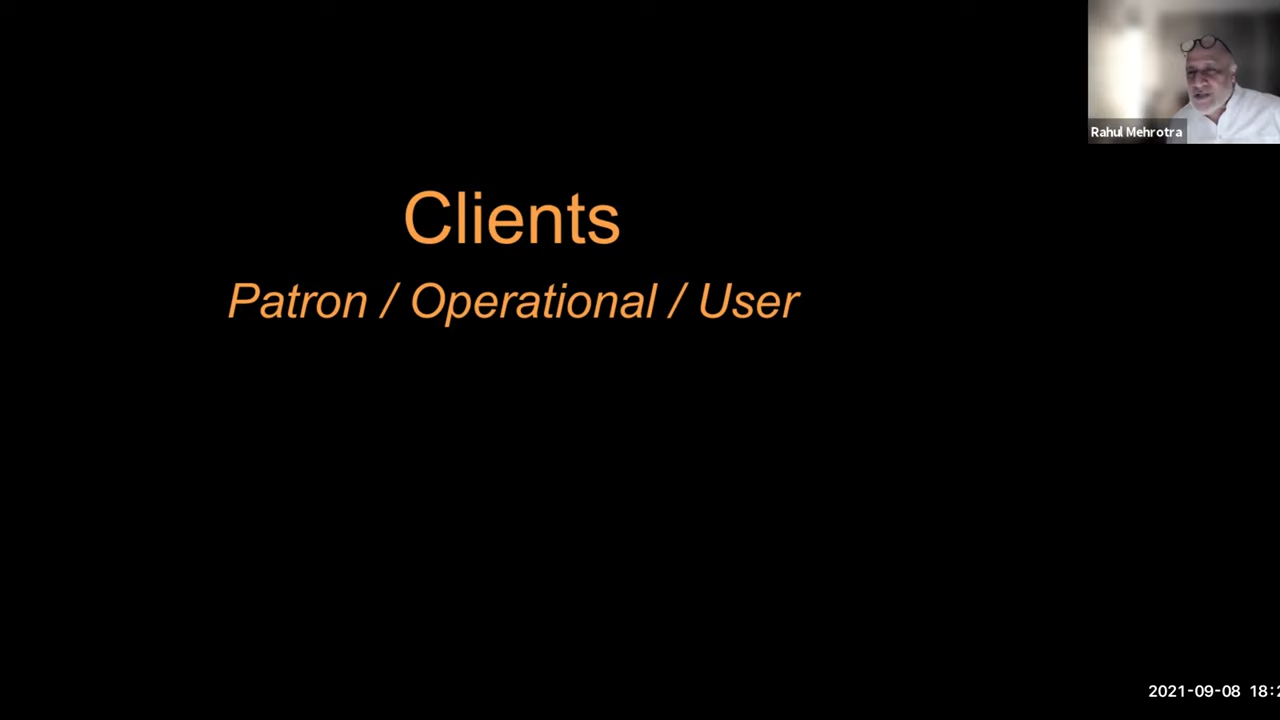 Rahul Mehrotra
Clients
Patron / Operational / User
2021-09-08 18:2